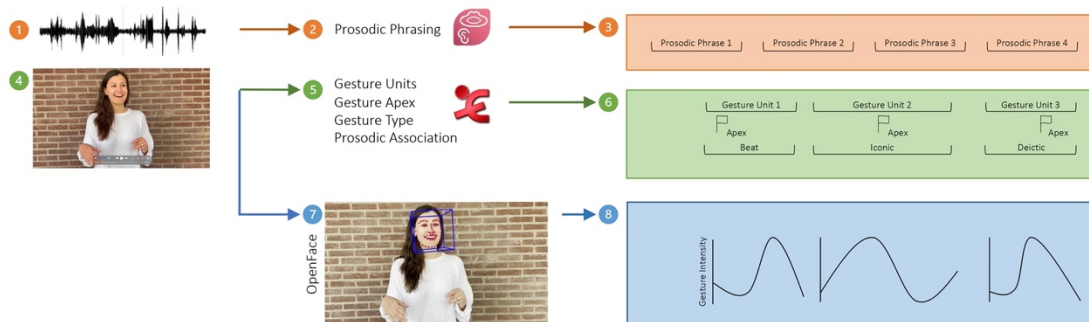 1
2
Prosodic Phrasing
3
Prosodic Phrase 1
Prosodic Phrase 2
Prosodic Phrase 3
Prosodic Phrase 4
4
5
Gesture Units
Gesture Apex
Gesture Type
Prosodic Association
6
Gesture Unit 1
Gesture Unit 2
Gesture Unit 3
Apex
Apex
Apex
Beat
Iconic
Deictic
7
OpenFace
8
Gesture Intensity